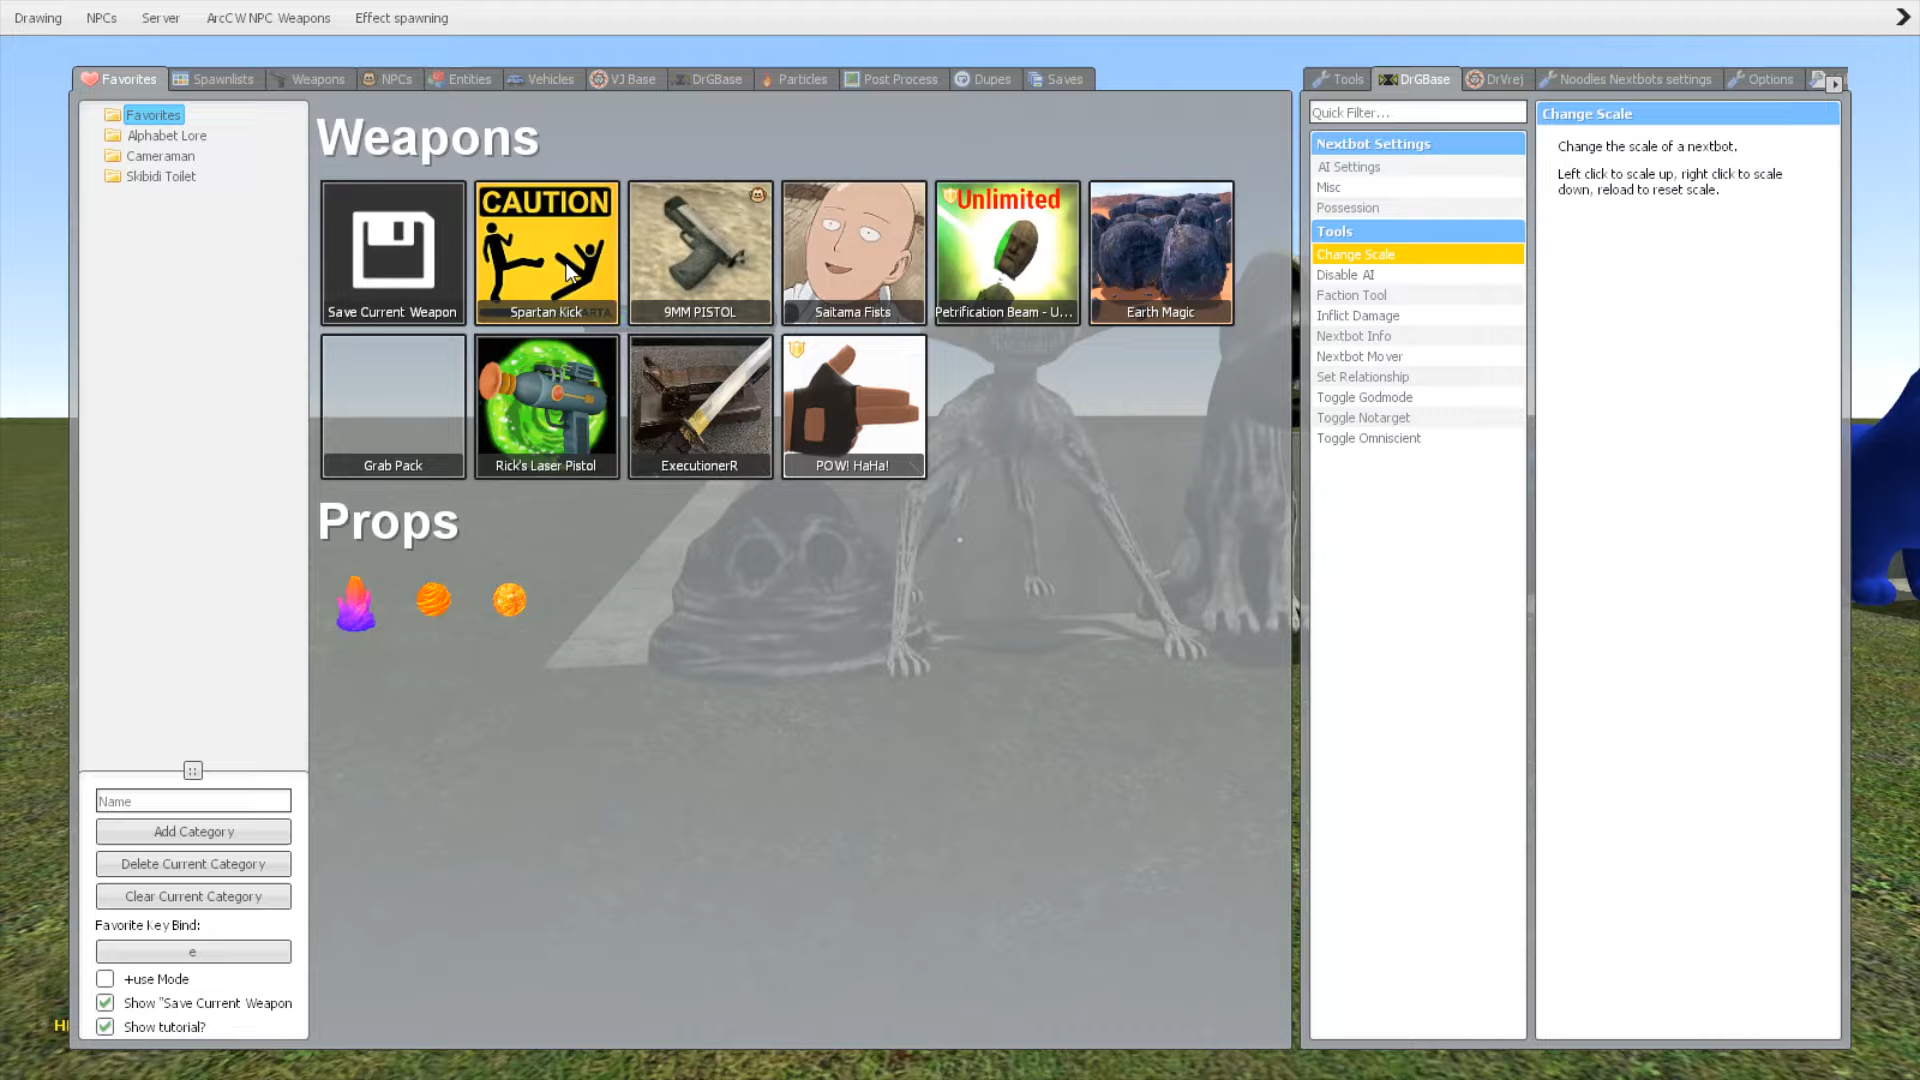 Drawing NPCs Server ArcCW NPC Weapons Effect spawning
Favorites Spawnlists Weapons NPCs Entities Vehicles VJ Base DrGBase Particles Post Process Dupes Saves
Tools DrGBase DrVrej Noodles Nextbots settings Options
Favorites
Alphabet Lore
Cameraman
Skibidi Toilet
Name
Add Category
Delete Current Category
Clear Current Category
Favorite Key Bind:
e
+use Mode
Show "Save Current Weapon
Show tutorial?
Weapons
CAUTION
Unlimited
Save Current Weapon Spartan Kick 9MM PISTOL Saitama Fists Petrification Beam - U... Earth Magic
Grab Pack Rick's Laser Pistol ExecutionerR POW! HaHa!
Props
Quick Filter...
Nextbot Settings
AI Settings
Misc
Possession
Tools
Change Scale
Disable AI
Faction Tool
Inflict Damage
Nextbot Info
Nextbot Mover
Set Relationship
Toggle Godmode
Toggle Notarget
Toggle Omniscient
Change Scale
Change the scale of a nextbot.
Left click to scale up, right click to scale
down, reload to reset scale.